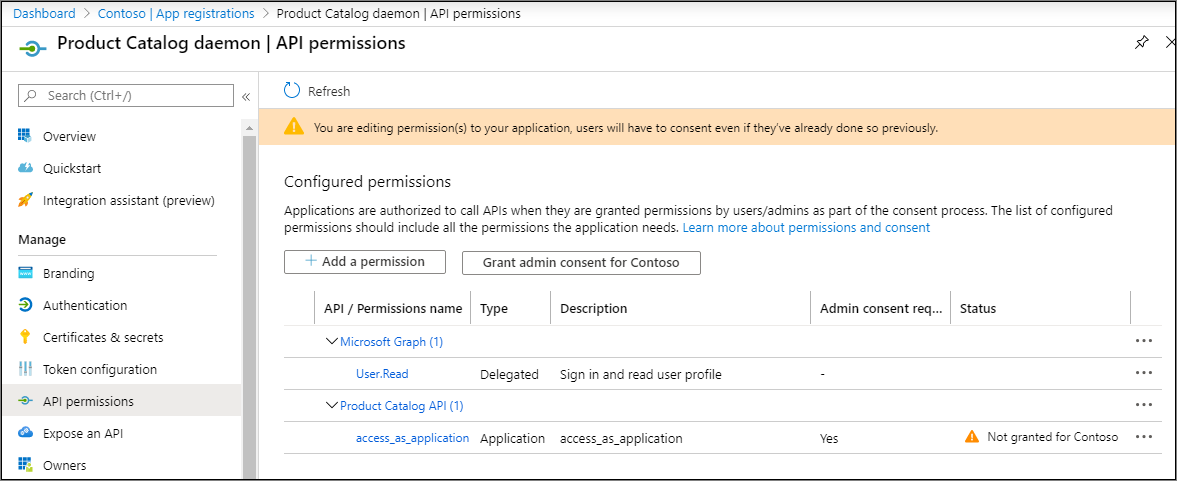 Dashboard > Contoso | App registrations > Product Catalog daemon | API permissions
Product Catalog daemon | API permissions
Search (Ctrl+/)
«
Overview
Quickstart
Integration assistant (preview)
Manage
Branding
Authentication
Certificates & secrets
Token configuration
API permissions
Expose an API
Owners
Refresh
You are editing permission(s) to your application, users will have to consent even if they've already done so previously.
Configured permissions
Applications are authorized to call APIs when they are granted permissions by users/admins as part of the consent process. The list of configured
permissions should include all the permissions the application needs. Learn more about permissions and consent
+ Add a permission Grant admin consent for Contoso
API / Permissions name Type Description Admin consent req... Status
Microsoft Graph (1) ...
User.Read Delegated Sign in and read user profile - ...
Product Catalog API (1) ...
access_as_application Application access_as_application Yes Not granted for Contoso ...